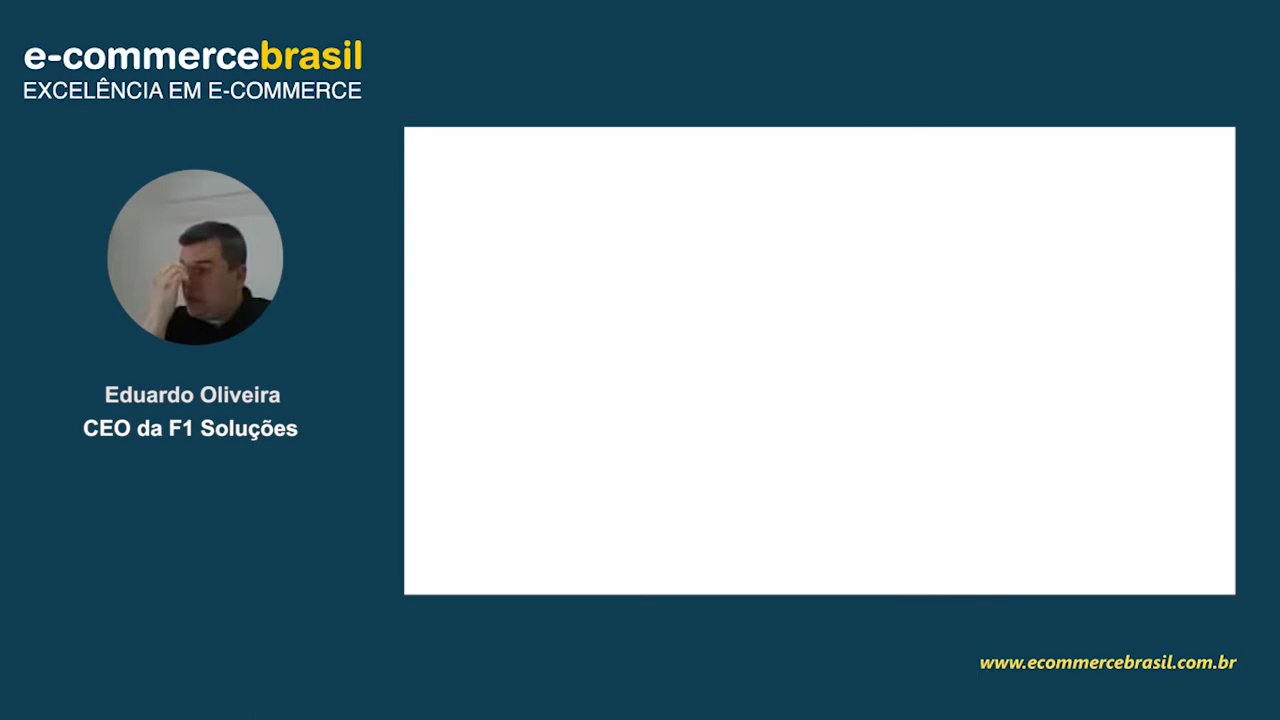 e-commercebrasil
EXCELÊNCIA EM E-COMMERCE
Eduardo Oliveira
CEO da F1 Soluções
www.ecommercebrasil.com.br